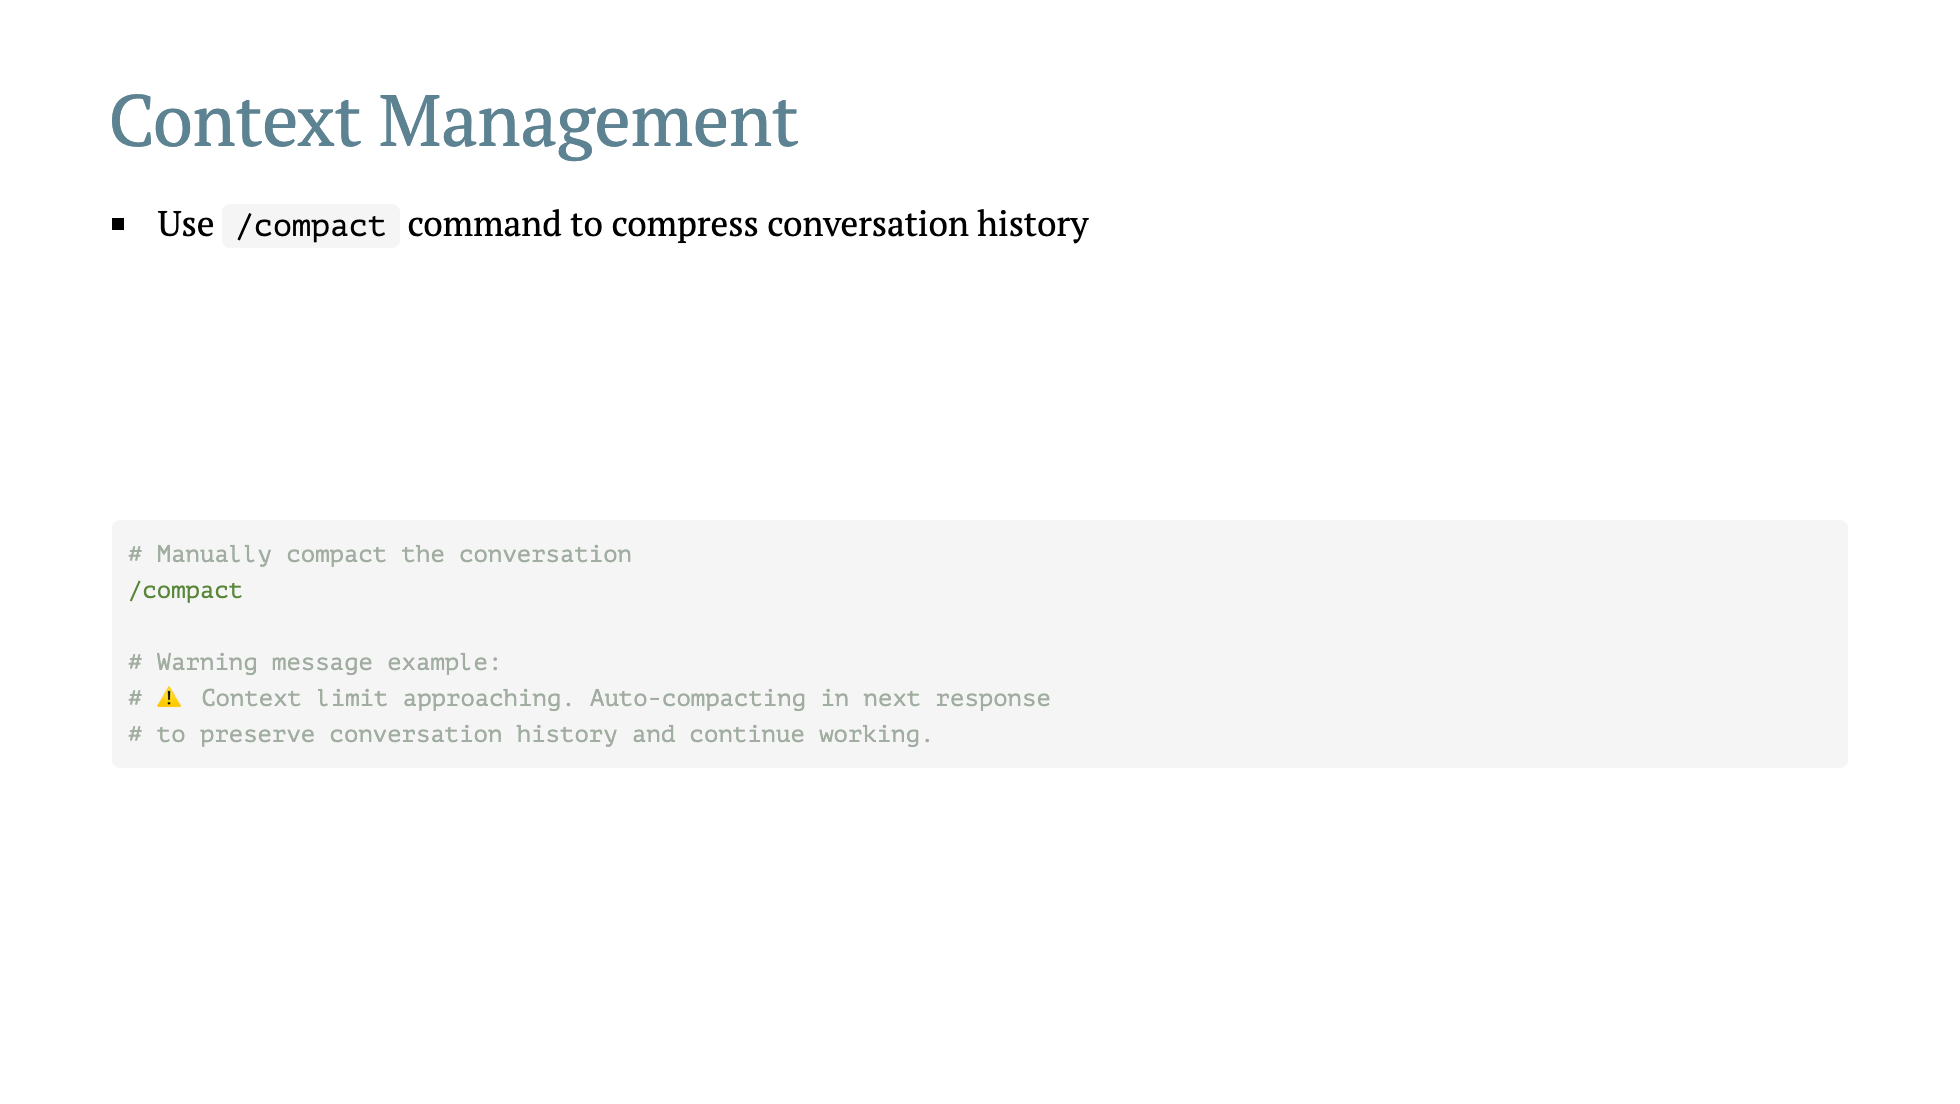 Context Management
▪ Use /compact command to compress conversation history
# Manually compact the conversation
/compact
# Warning message example:
# ⚠️ Context limit approaching. Auto-compacting in next response
# to preserve conversation history and continue working.